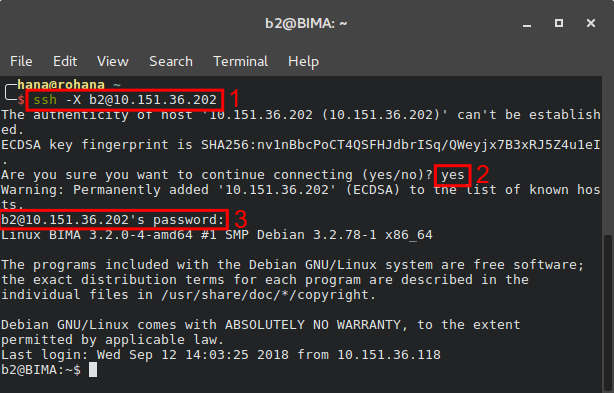 b2@BIMA: ~
File Edit View Search Terminal Help
hana@rohana ~
$ ssh -X b2@10.151.36.202 1
The authenticity of host '10.151.36.202 (10.151.36.202)' can't be establish
ed.
ECDSA key fingerprint is SHA256:nv1nBbcPoCT4QSFHJdbrISq/QWeyjx7B3xRJ5Z4u1eI
.
Are you sure you want to continue connecting (yes/no)? yes 2
Warning: Permanently added '10.151.36.202' (ECDSA) to the list of known hos
ts.
b2@10.151.36.202's password: 3
Linux BIMA 3.2.0-4-amd64 #1 SMP Debian 3.2.78-1 x86_64
The programs included with the Debian GNU/Linux system are free software;
the exact distribution terms for each program are described in the
individual files in /usr/share/doc/*/copyright.
Debian GNU/Linux comes with ABSOLUTELY NO WARRANTY, to the extent
permitted by applicable law.
Last login: Wed Sep 12 14:03:25 2018 from 10.151.36.118
b2@BIMA:~$